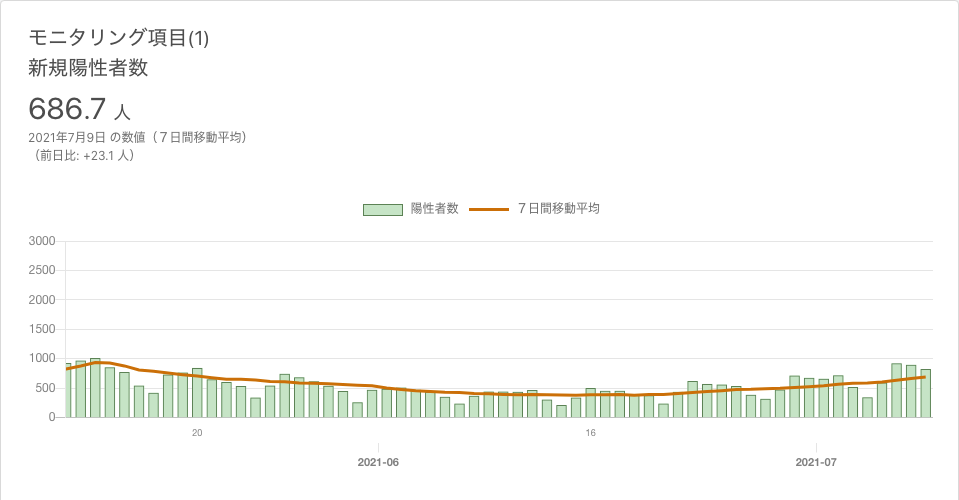 モニタリング項目(1)
新規陽性者数
686.7 人
2021年7月9日 の数値（７日間移動平均）
（前日比: +23.1 人）
陽性者数 ７日間移動平均
3000
2500
2000
1500
1000
500
0
20 16
2021-06 2021-07